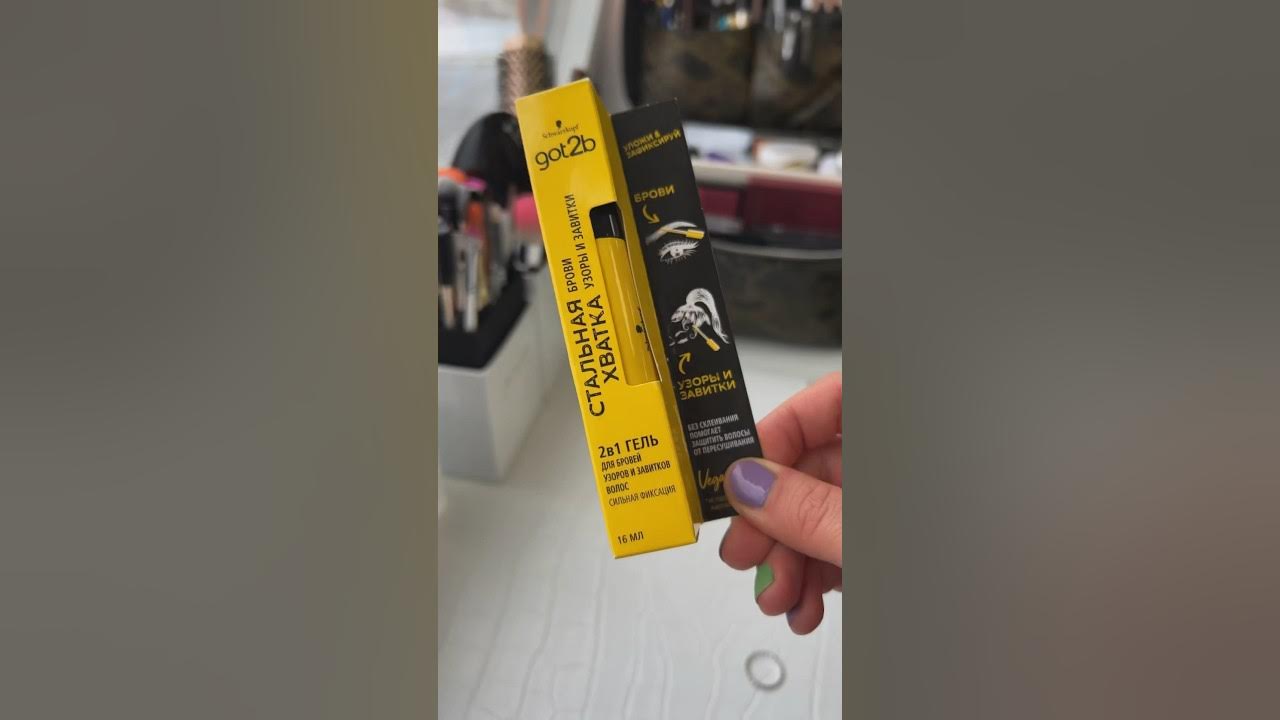 Schwarzkopf
got2b
СТАЛЬНАЯ
ХВАТКА
БРОВИ
УЗОРЫ И ЗАВИТКИ
2в1 ГЕЛЬ
ДЛЯ БРОВЕЙ
УЗОРОВ И ЗАВИТКОВ
ВОЛОС
СИЛЬНАЯ ФИКСАЦИЯ
16 МЛ
УЛОЖИ &
ЗАФИКСИРУЙ
БРОВИ
УЗОРЫ И
ЗАВИТКИ
БЕЗ СКЛЕИВАНИЯ
ПОМОГАЕТ
ЗАЩИТИТЬ ВОЛОСЫ
ОТ ПЕРЕСУШИВАНИЯ